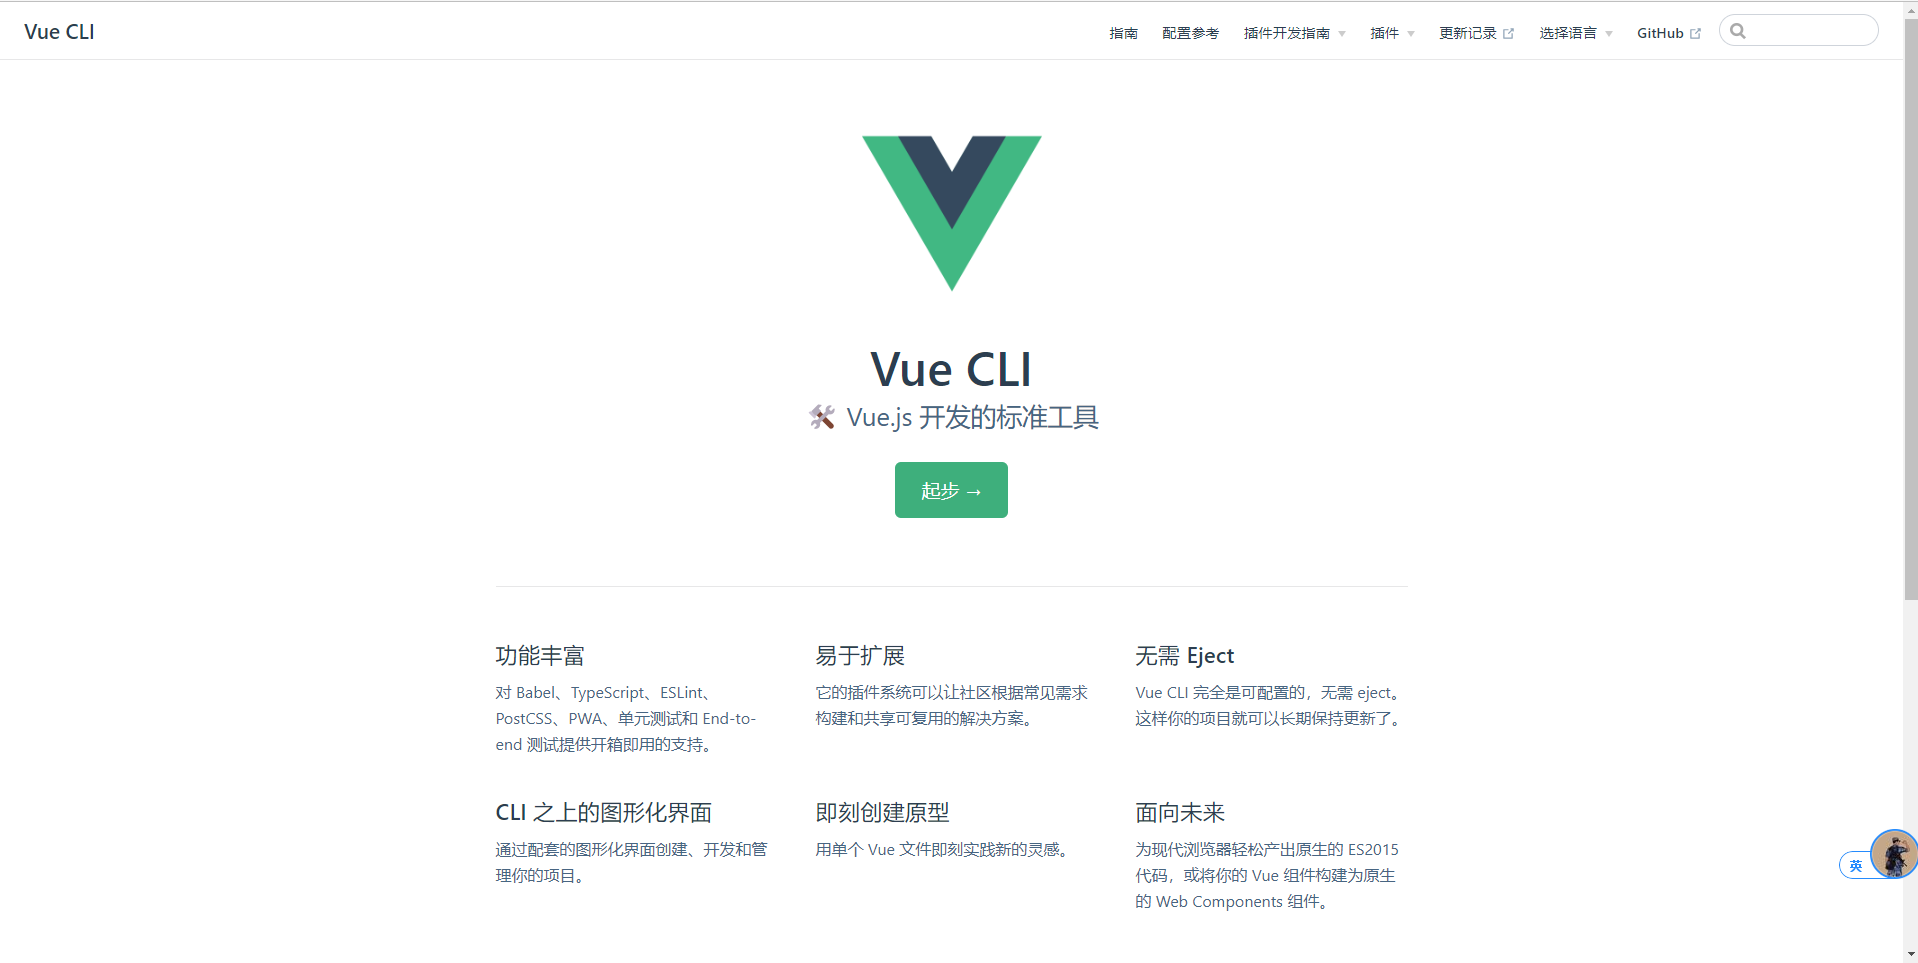 Vue CLI
指南 配置参考 插件开发指南 插件 更新记录 选择语言 GitHub
Vue CLI
Vue.js 开发的标准工具
起步 →
功能丰富
对 Babel、TypeScript、ESLint、
PostCSS、PWA、单元测试和 End-to-
end 测试提供开箱即用的支持。
易于扩展
它的插件系统可以让社区根据常见需求
构建和共享可复用的解决方案。
无需 Eject
Vue CLI 完全是可配置的，无需 eject。
这样你的项目就可以长期保持更新了。
CLI 之上的图形化界面
通过配套的图形化界面创建、开发和管
理你的项目。
即刻创建原型
用单个 Vue 文件即刻实践新的灵感。
面向未来
为现代浏览器轻松产出原生的 ES2015
代码，或将你的 Vue 组件构建为原生
的 Web Components 组件。
英